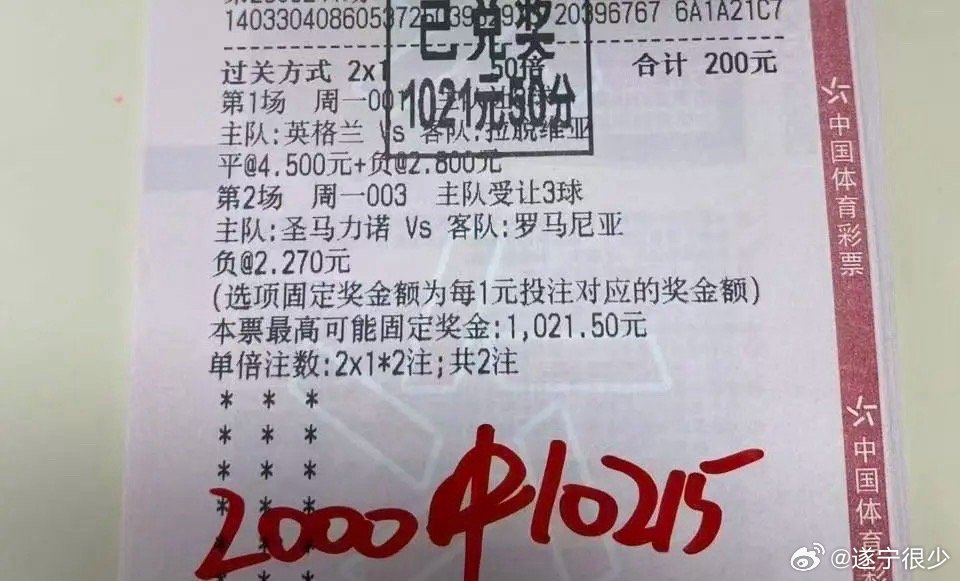 140330408605372503902929 20396767 6A1A21C7
已兑奖
1021元50分
过关方式 2x1 50倍 合计 200元
第1场 周一001
主队:英格兰 Vs 客队:拉脱维亚
平@4.500元+负@2.800元
第2场 周一003 主队受让3球
主队:圣马力诺 Vs 客队:罗马尼亚
负@2.270元
(选项固定奖金额为每1元投注对应的奖金额)
本票最高可能固定奖金:1,021.50元
单倍注数:2x1*2注;共2注
* * *
* * *
* * *
* * *
* * *
2000中10215
中国体育彩票
中国体育彩
@遂宁很少